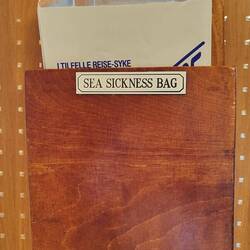 I TILFELLE REISE-SYKE
SEA SICKNESS BAG